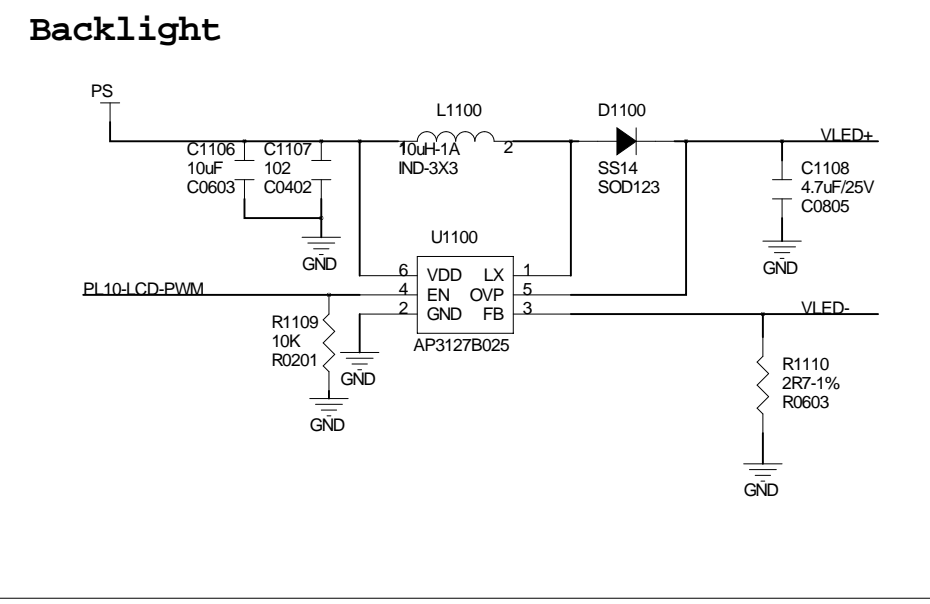 Backlight
PS
L1100
D1100
VLED+
C1106
10uF
C0603
C1107
102
C0402
1
10uH-1A
IND-3X3
2
SS14
SOD123
C1108
4.7uF/25V
C0805
GND
GND
U1100
6 VDD LX 1
4 EN OVP 5
2 GND FB 3
AP3127B025
PL10-LCD-PWM
VLED-
R1109
10K
R0201
GND
GND
R1110
2R7-1%
R0603
GND